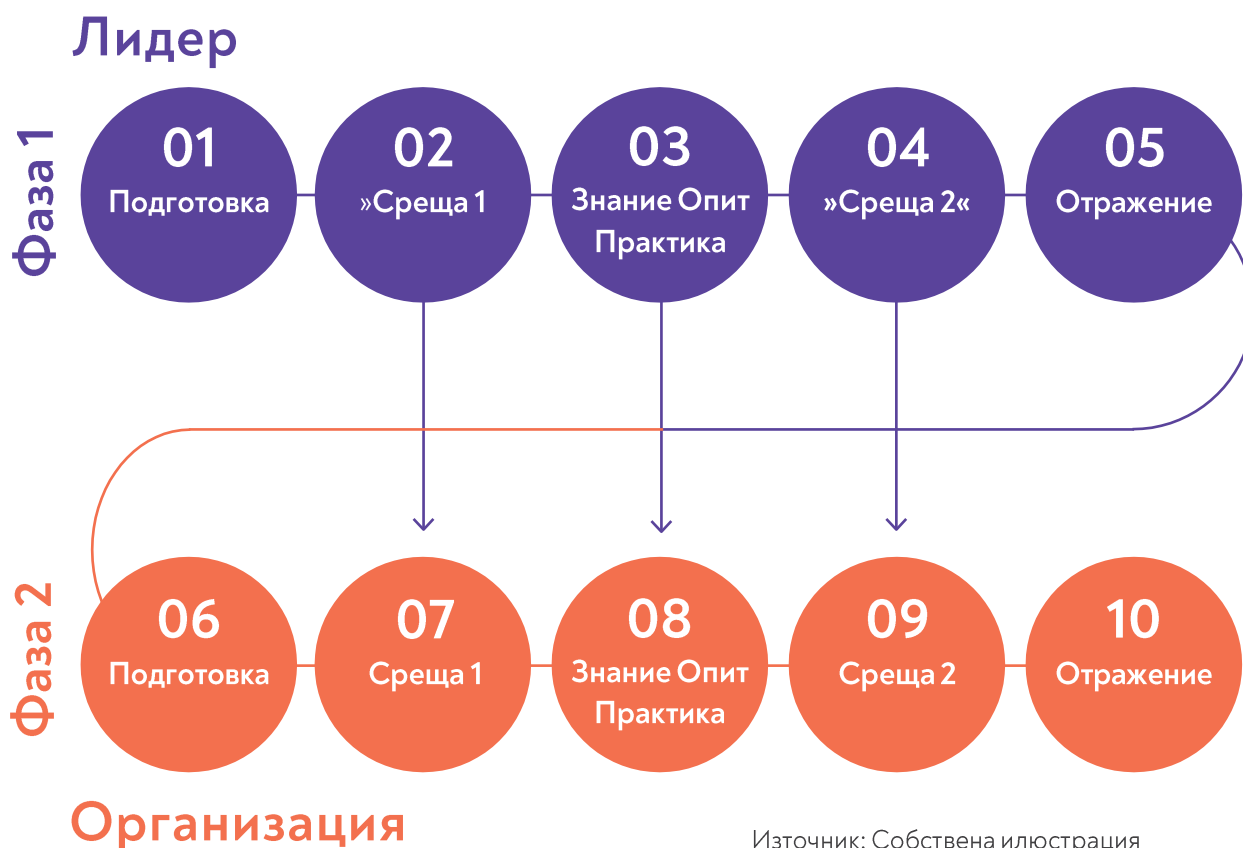 Лидер
Фаза 1
01
Подготовка
02
»Среща 1
03
Знание Опит
Практика
04
»Среща 2«
05
Отражение
Фаза 2
06
Подготовка
07
Среща 1
08
Знание Опит
Практика
09
Среща 2
10
Отражение
Организация
Източник: Собствена илюстрация